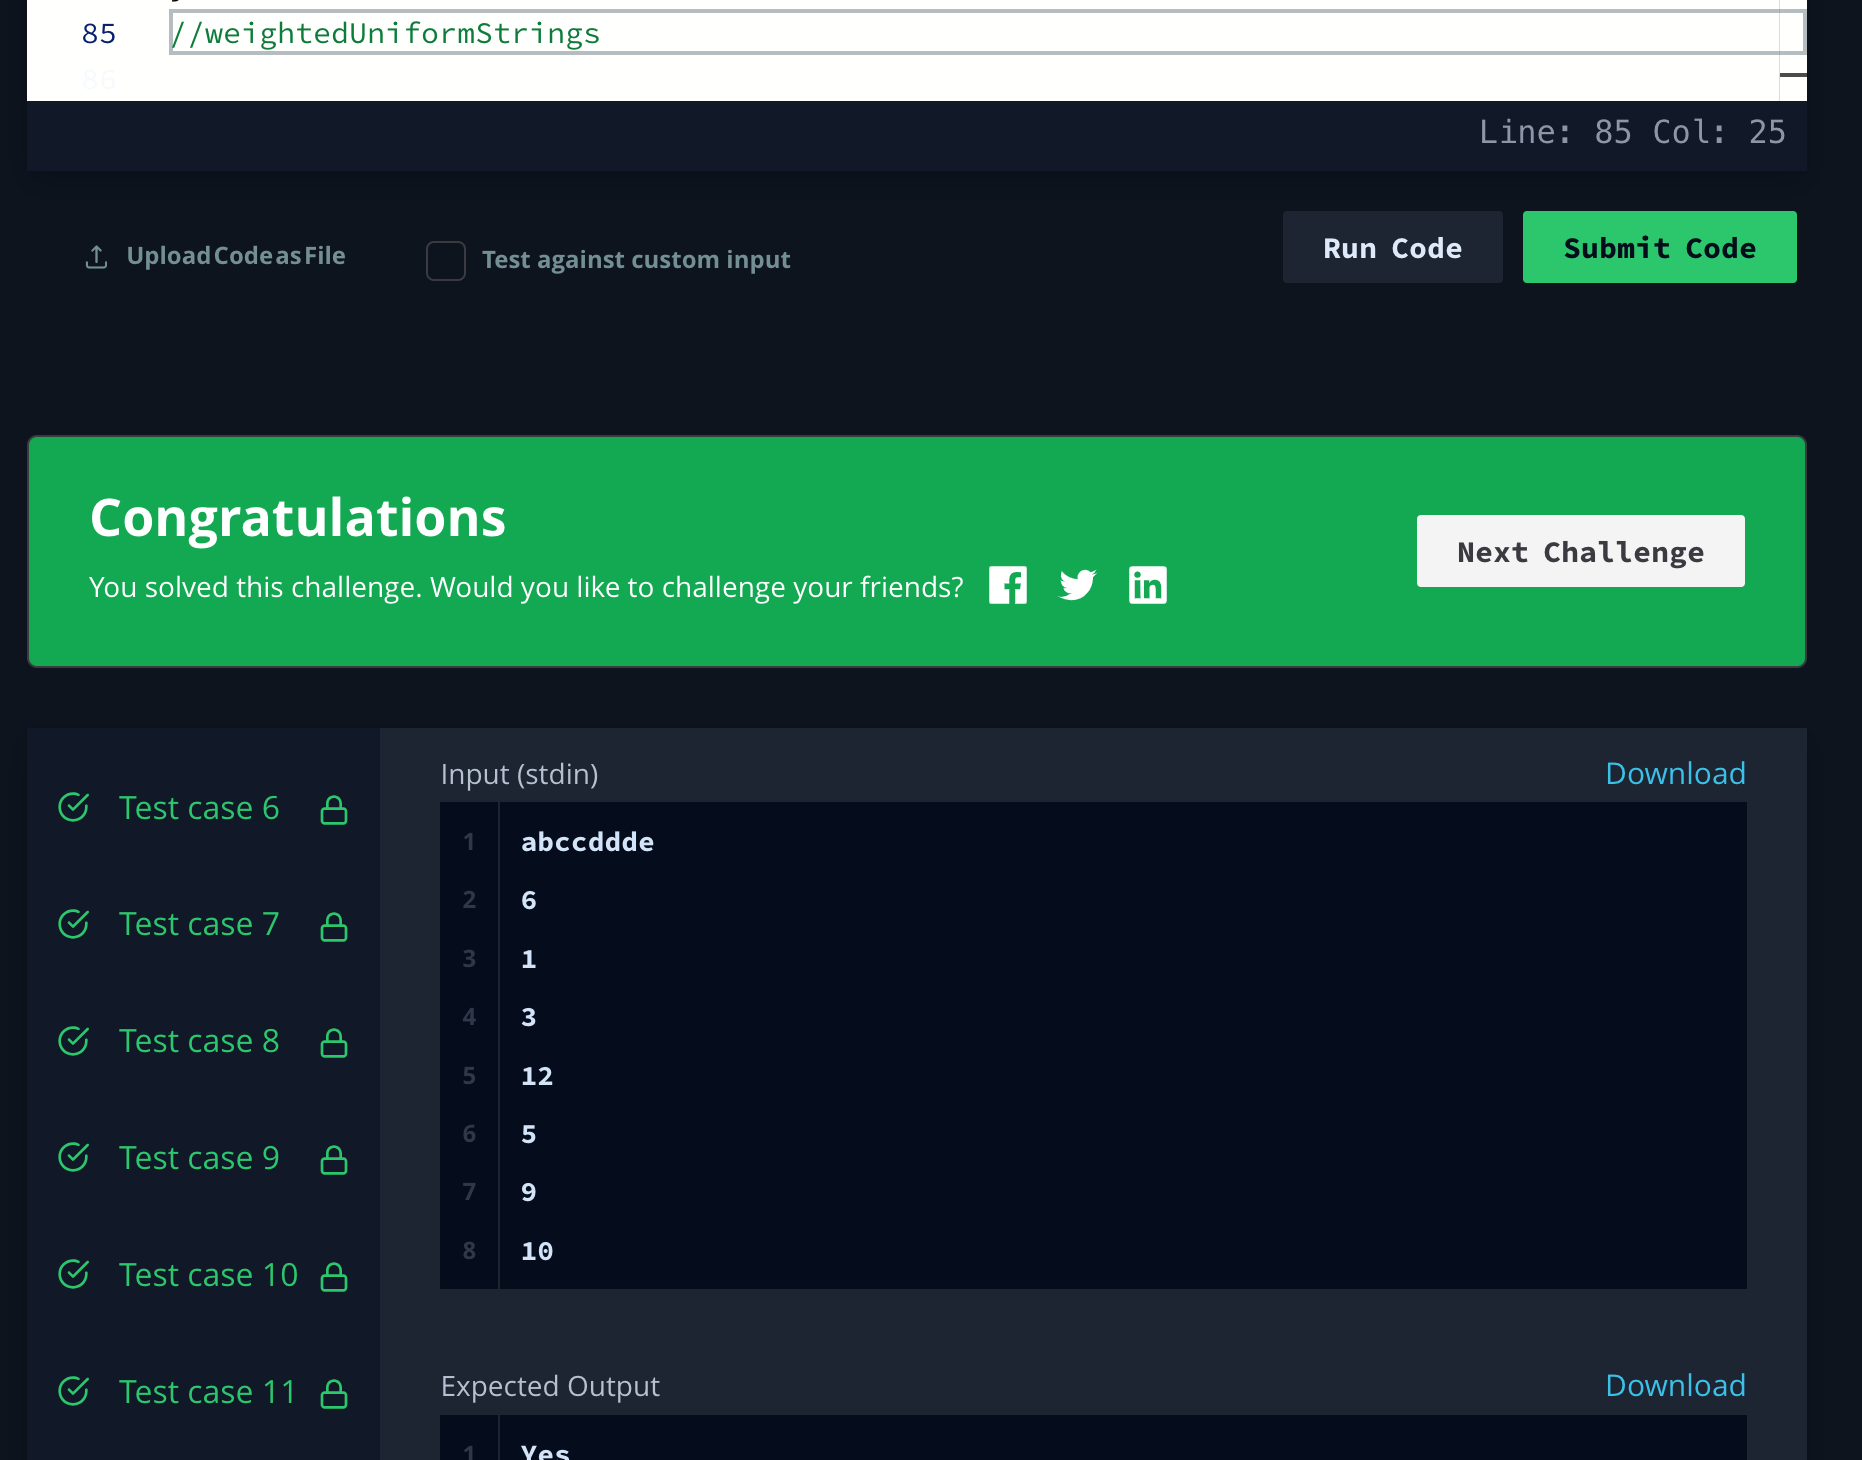 85 //weightedUniformStrings
86
Line: 85 Col: 25
Upload Code as File
Test against custom input
Run Code
Submit Code
Congratulations
You solved this challenge. Would you like to challenge your friends?
Next Challenge
Test case 6
Test case 7
Test case 8
Test case 9
Test case 10
Test case 11
Input (stdin)
Download
1 abccddde
2 6
3 1
4 3
5 12
6 5
7 9
8 10
Expected Output
Download
1 Yes